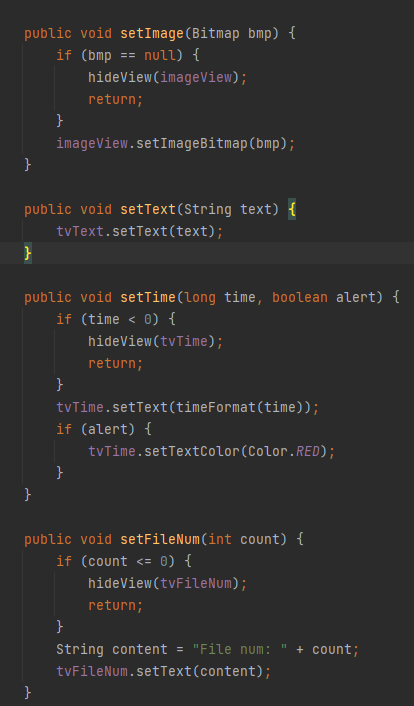 public void setImage(Bitmap bmp) {
    if (bmp == null) {
        hideView(imageView);
        return;
    }
    imageView.setImageBitmap(bmp);
}

public void setText(String text) {
    tvText.setText(text);
}

public void setTime(long time, boolean alert) {
    if (time < 0) {
        hideView(tvTime);
        return;
    }
    tvTime.setText(timeFormat(time));
    if (alert) {
        tvTime.setTextColor(Color.RED);
    }
}

public void setFileNum(int count) {
    if (count <= 0) {
        hideView(tvFileNum);
        return;
    }
    String content = "File num: " + count;
    tvFileNum.setText(content);
}